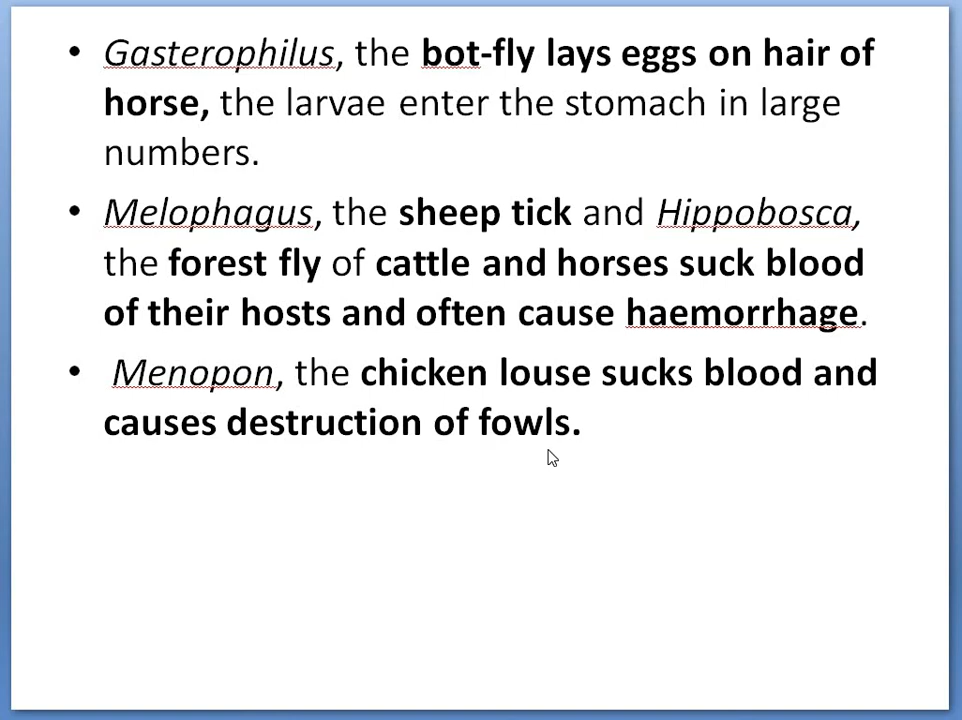 • Gasterophilus, the bot-fly lays eggs on hair of
horse, the larvae enter the stomach in large
numbers.
• Melophagus, the sheep tick and Hippobosca,
the forest fly of cattle and horses suck blood
of their hosts and often cause haemorrhage.
• Menopon, the chicken louse sucks blood and
causes destruction of fowls.